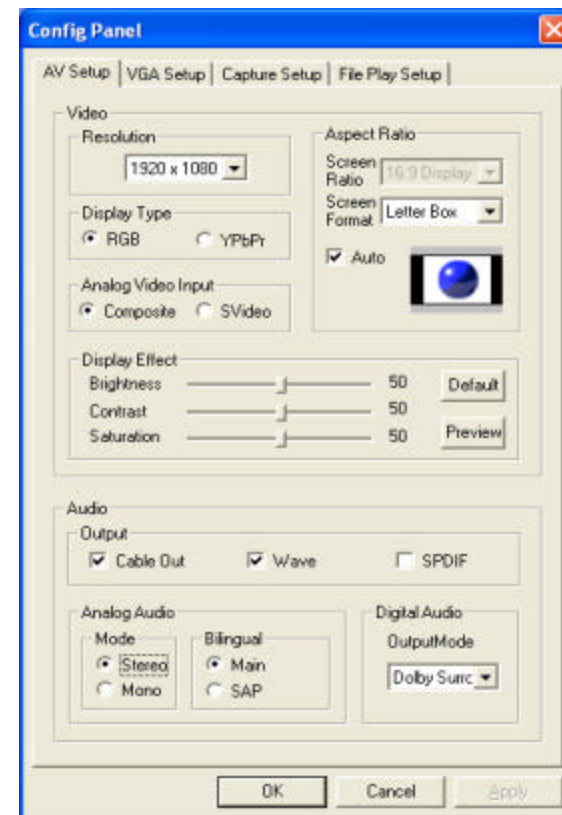 Config Panel
AV Setup VGA Setup Capture Setup File Play Setup
Video
Resolution
1920 x 1080
Display Type
RGB YPbPr
Analog Video Input
Composite SVideo
Aspect Ratio
Screen Ratio 16:9 Display
Screen Format Letter Box
Auto
Display Effect
Brightness 50 Default
Contrast 50
Saturation 50 Preview
Audio
Output
Cable Out Wave SPDIF
Analog Audio
Mode
Stereo
Mono
Bilingual
Main
SAP
Digital Audio
OutputMode
Dolby Surrc
OK Cancel Apply